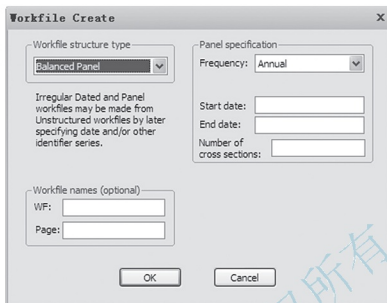 Workfile Create
x
Workfile structure type
Balanced Panel
Irregular Dated and Panel
workfiles may be made from
Unstructured workfiles by later
specifying date and/or other
identifier series.
Panel specification
Frequency: Annual
Start date:
End date:
Number of
cross sections:
Workfile names (optional)
WF:
Page:
OK
Cancel
所有